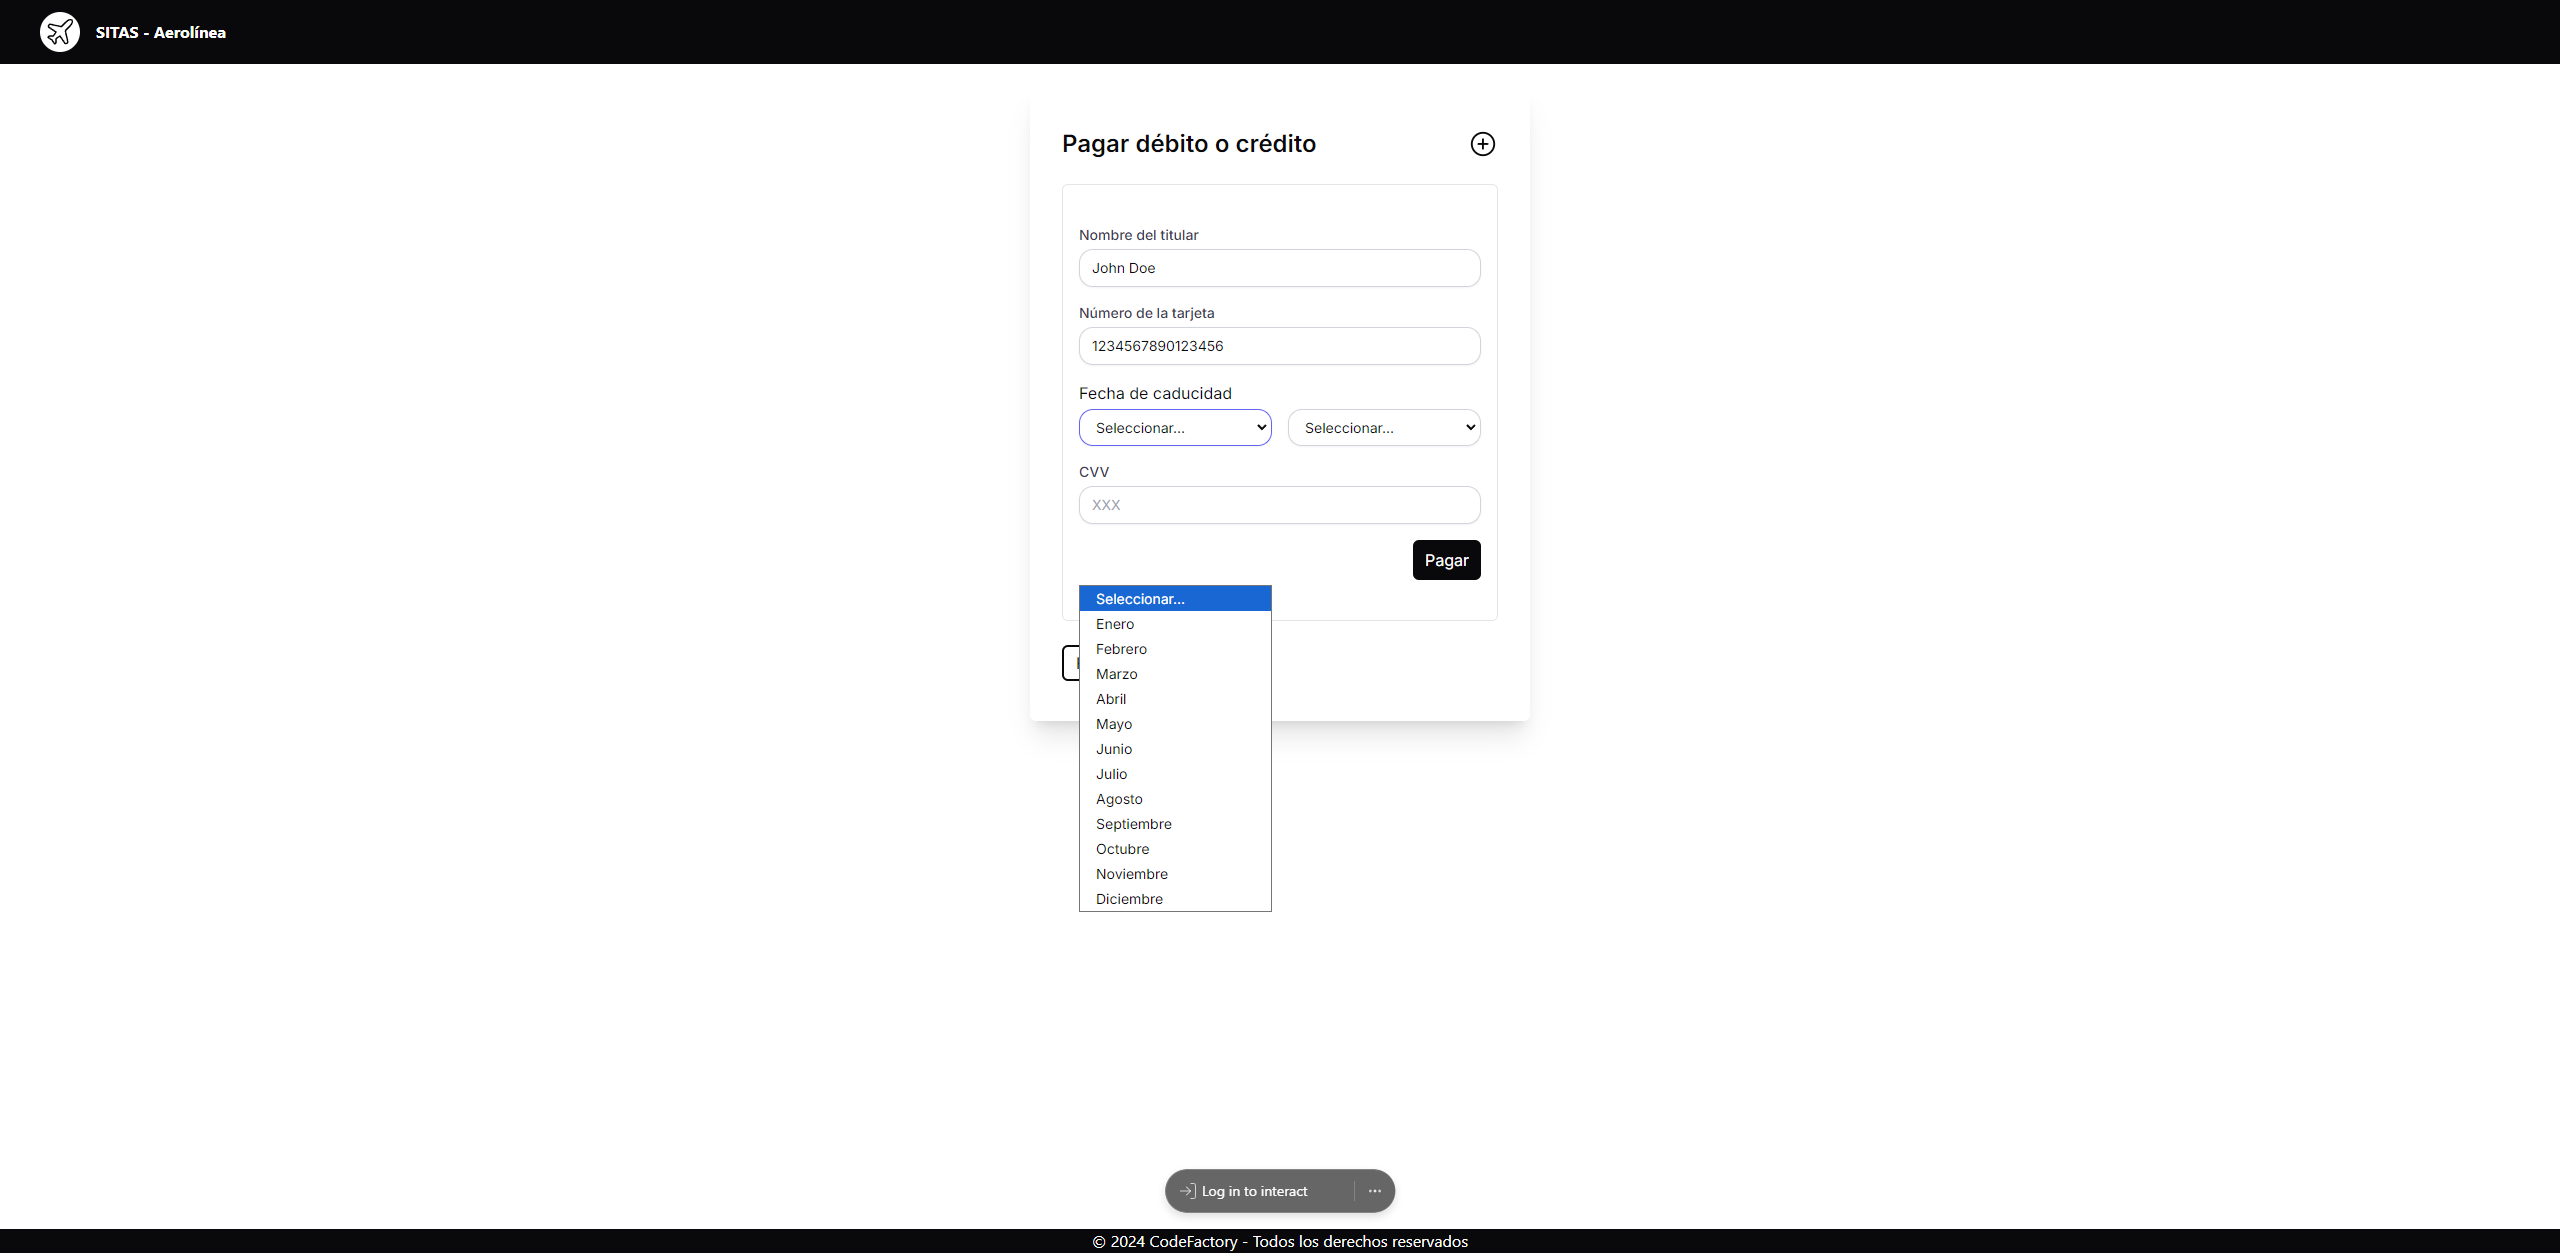 SITAS - Aerolínea
Pagar débito o crédito
Nombre del titular
John Doe
Número de la tarjeta
1234567890123456
Fecha de caducidad
Seleccionar... Seleccionar...
CVV
XXX
Pagar
Seleccionar...
Enero
Febrero
Marzo
Abril
Mayo
Junio
Julio
Agosto
Septiembre
Octubre
Noviembre
Diciembre
Log in to interact
© 2024 CodeFactory - Todos los derechos reservados